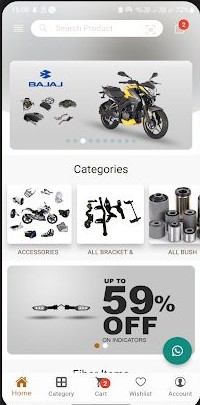 Search Product
2
BAJAJ
Categories
ACCESSORIES
ALL BRACKET &
ALL BUSH
UP TO
59%
OFF
ON INDICATORS
Home
Category
2
Cart
Wishlist
Account